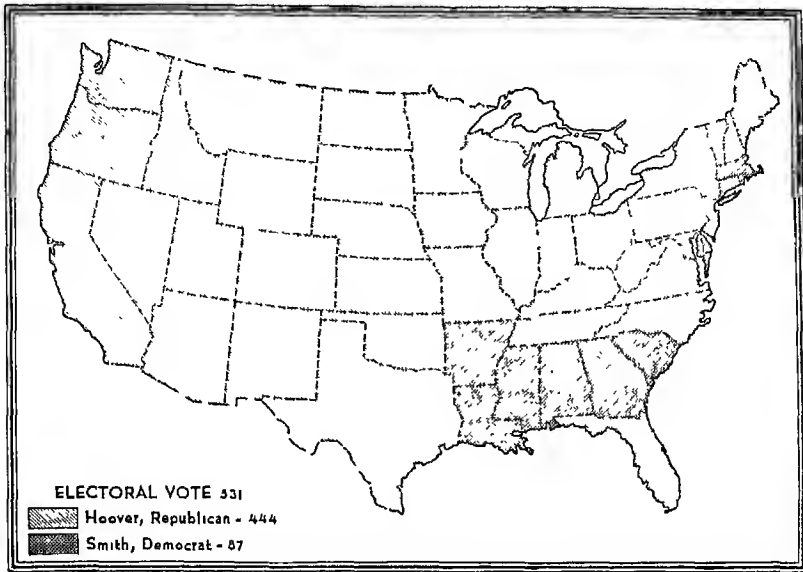 ELECTORAL VOTE 531
Hoover, Republican - 444
Smith, Democrat - 87